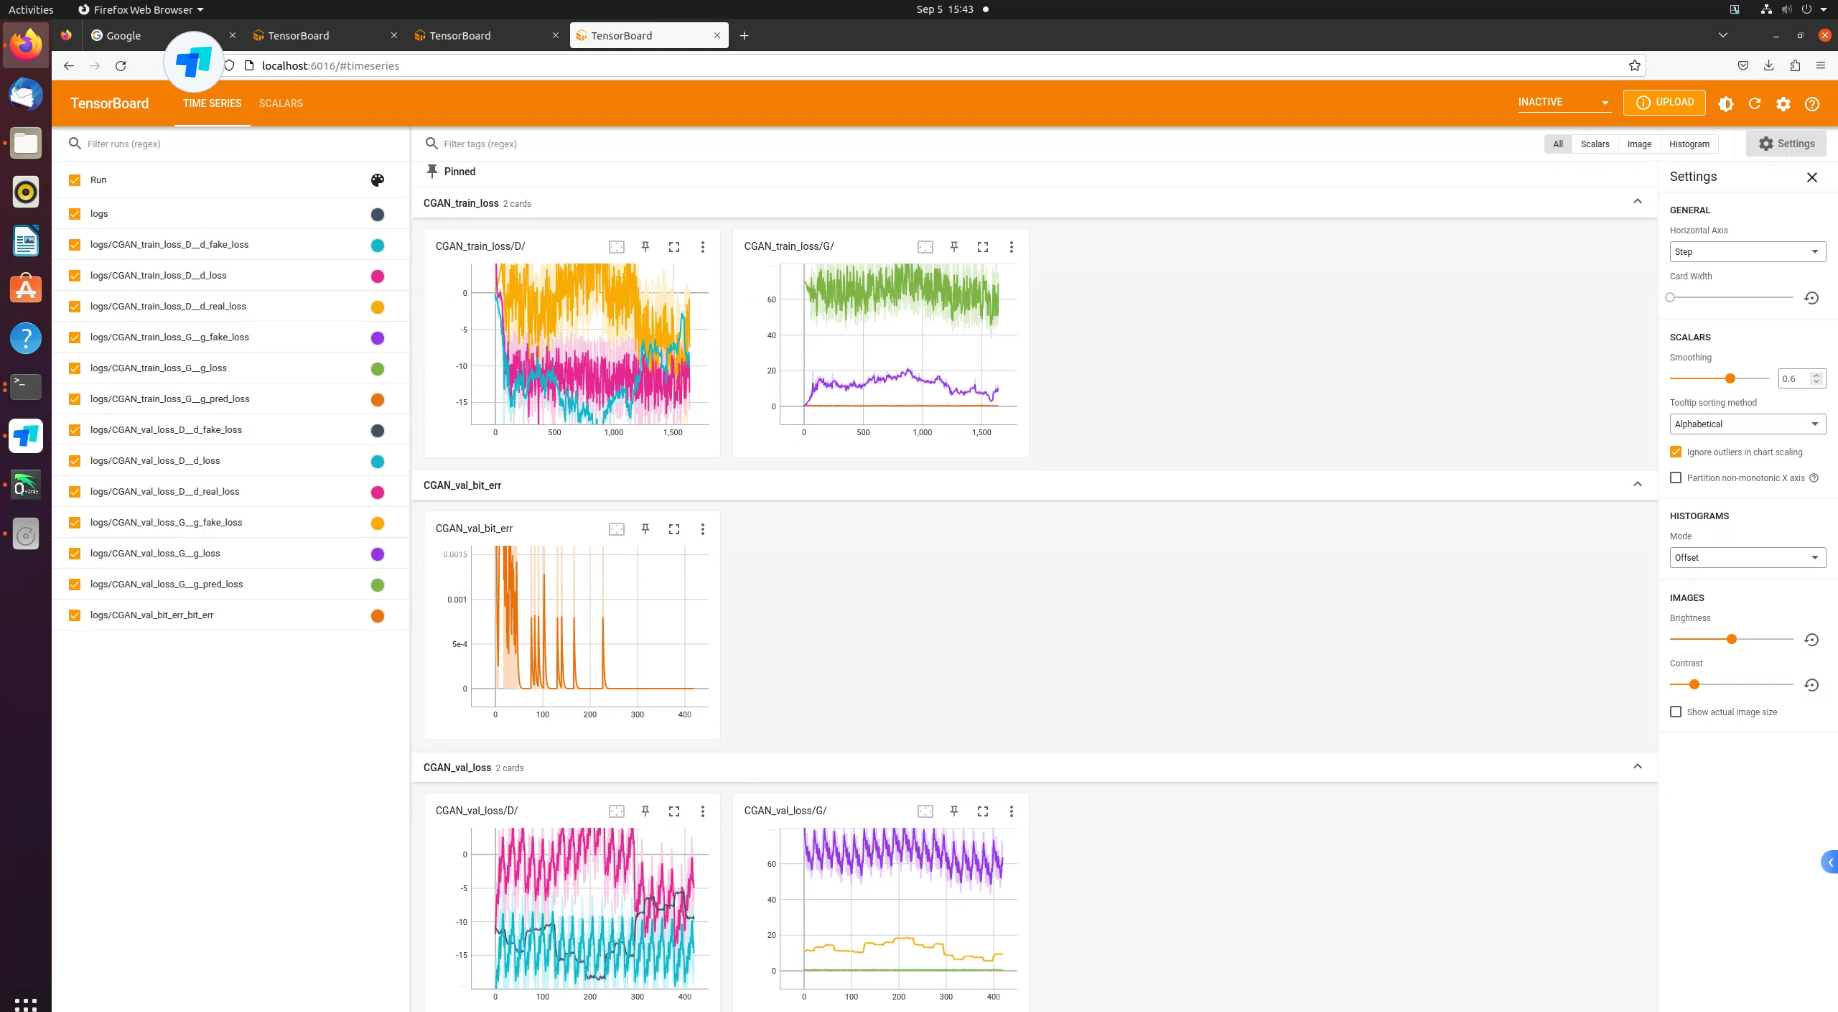 Activities
Firefox Web Browser
Sep 5 15:43
Google
TensorBoard
TensorBoard
TensorBoard
localhost:6016/#timeseries
TensorBoard
TIME SERIES
SCALARS
INACTIVE
UPLOAD
Filter runs (regex)
Filter tags (regex)
All
Scalars
Image
Histogram
Settings
Run
logs
logs/CGAN_train_loss_D__d_fake_loss
logs/CGAN_train_loss_D__d_loss
logs/CGAN_train_loss_D__d_real_loss
logs/CGAN_train_loss_G__g_fake_loss
logs/CGAN_train_loss_G__g_loss
logs/CGAN_train_loss_G__g_pred_loss
logs/CGAN_val_loss_D__d_fake_loss
logs/CGAN_val_loss_D__d_loss
logs/CGAN_val_loss_D__d_real_loss
logs/CGAN_val_loss_G__g_fake_loss
logs/CGAN_val_loss_G__g_loss
logs/CGAN_val_loss_G__g_pred_loss
logs/CGAN_val_bit_err_bit_err
Pinned
CGAN_train_loss 2 cards
CGAN_train_loss/D/
0
-5
-10
-15
0 500 1,000 1,500
CGAN_train_loss/G/
60
40
20
0
0 500 1,000 1,500
CGAN_val_bit_err
CGAN_val_bit_err
0.0015
0.001
5e-4
0
0 100 200 300 400
CGAN_val_loss 2 cards
CGAN_val_loss/D/
0
-5
-10
-15
0 100 200 300 400
CGAN_val_loss/G/
60
40
20
0
0 100 200 300 400
Settings
GENERAL
Horizontal Axis
Step
Card Width
SCALARS
Smoothing
0.6
Tooltip sorting method
Alphabetical
Ignore outliers in chart scaling
Partition non-monotonic X axis
HISTOGRAMS
Mode
Offset
IMAGES
Brightness
Contrast
Show actual image size